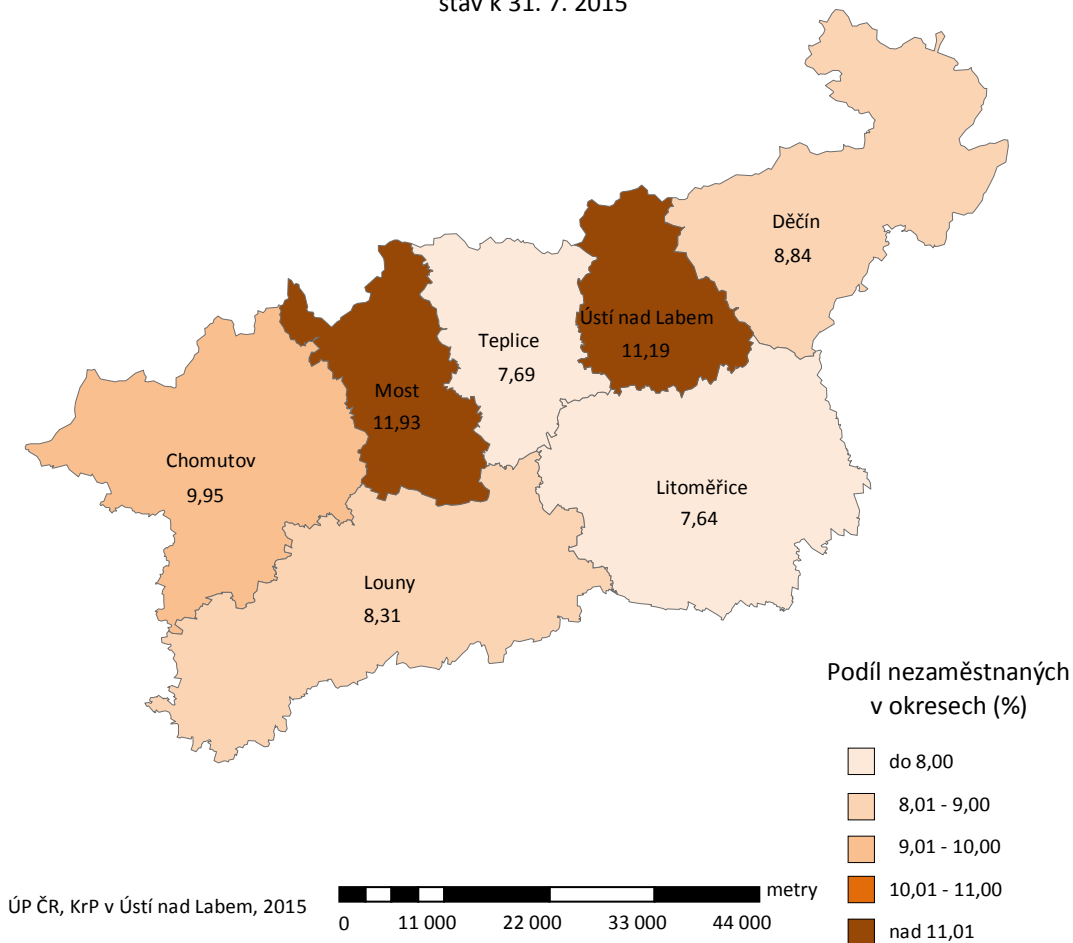 stav k 31. 7. 2015
Děčín
8,84
Ústí nad Labem
11,19
Teplice
7,69
Most
11,93
Chomutov
9,95
Litoměřice
7,64
Louny
8,31
Podíl nezaměstnaných
v okresech (%)
do 8,00
8,01 - 9,00
9,01 - 10,00
10,01 - 11,00
nad 11,01
ÚP ČR, KrP v Ústí nad Labem, 2015
metry
0 11 000 22 000 33 000 44 000